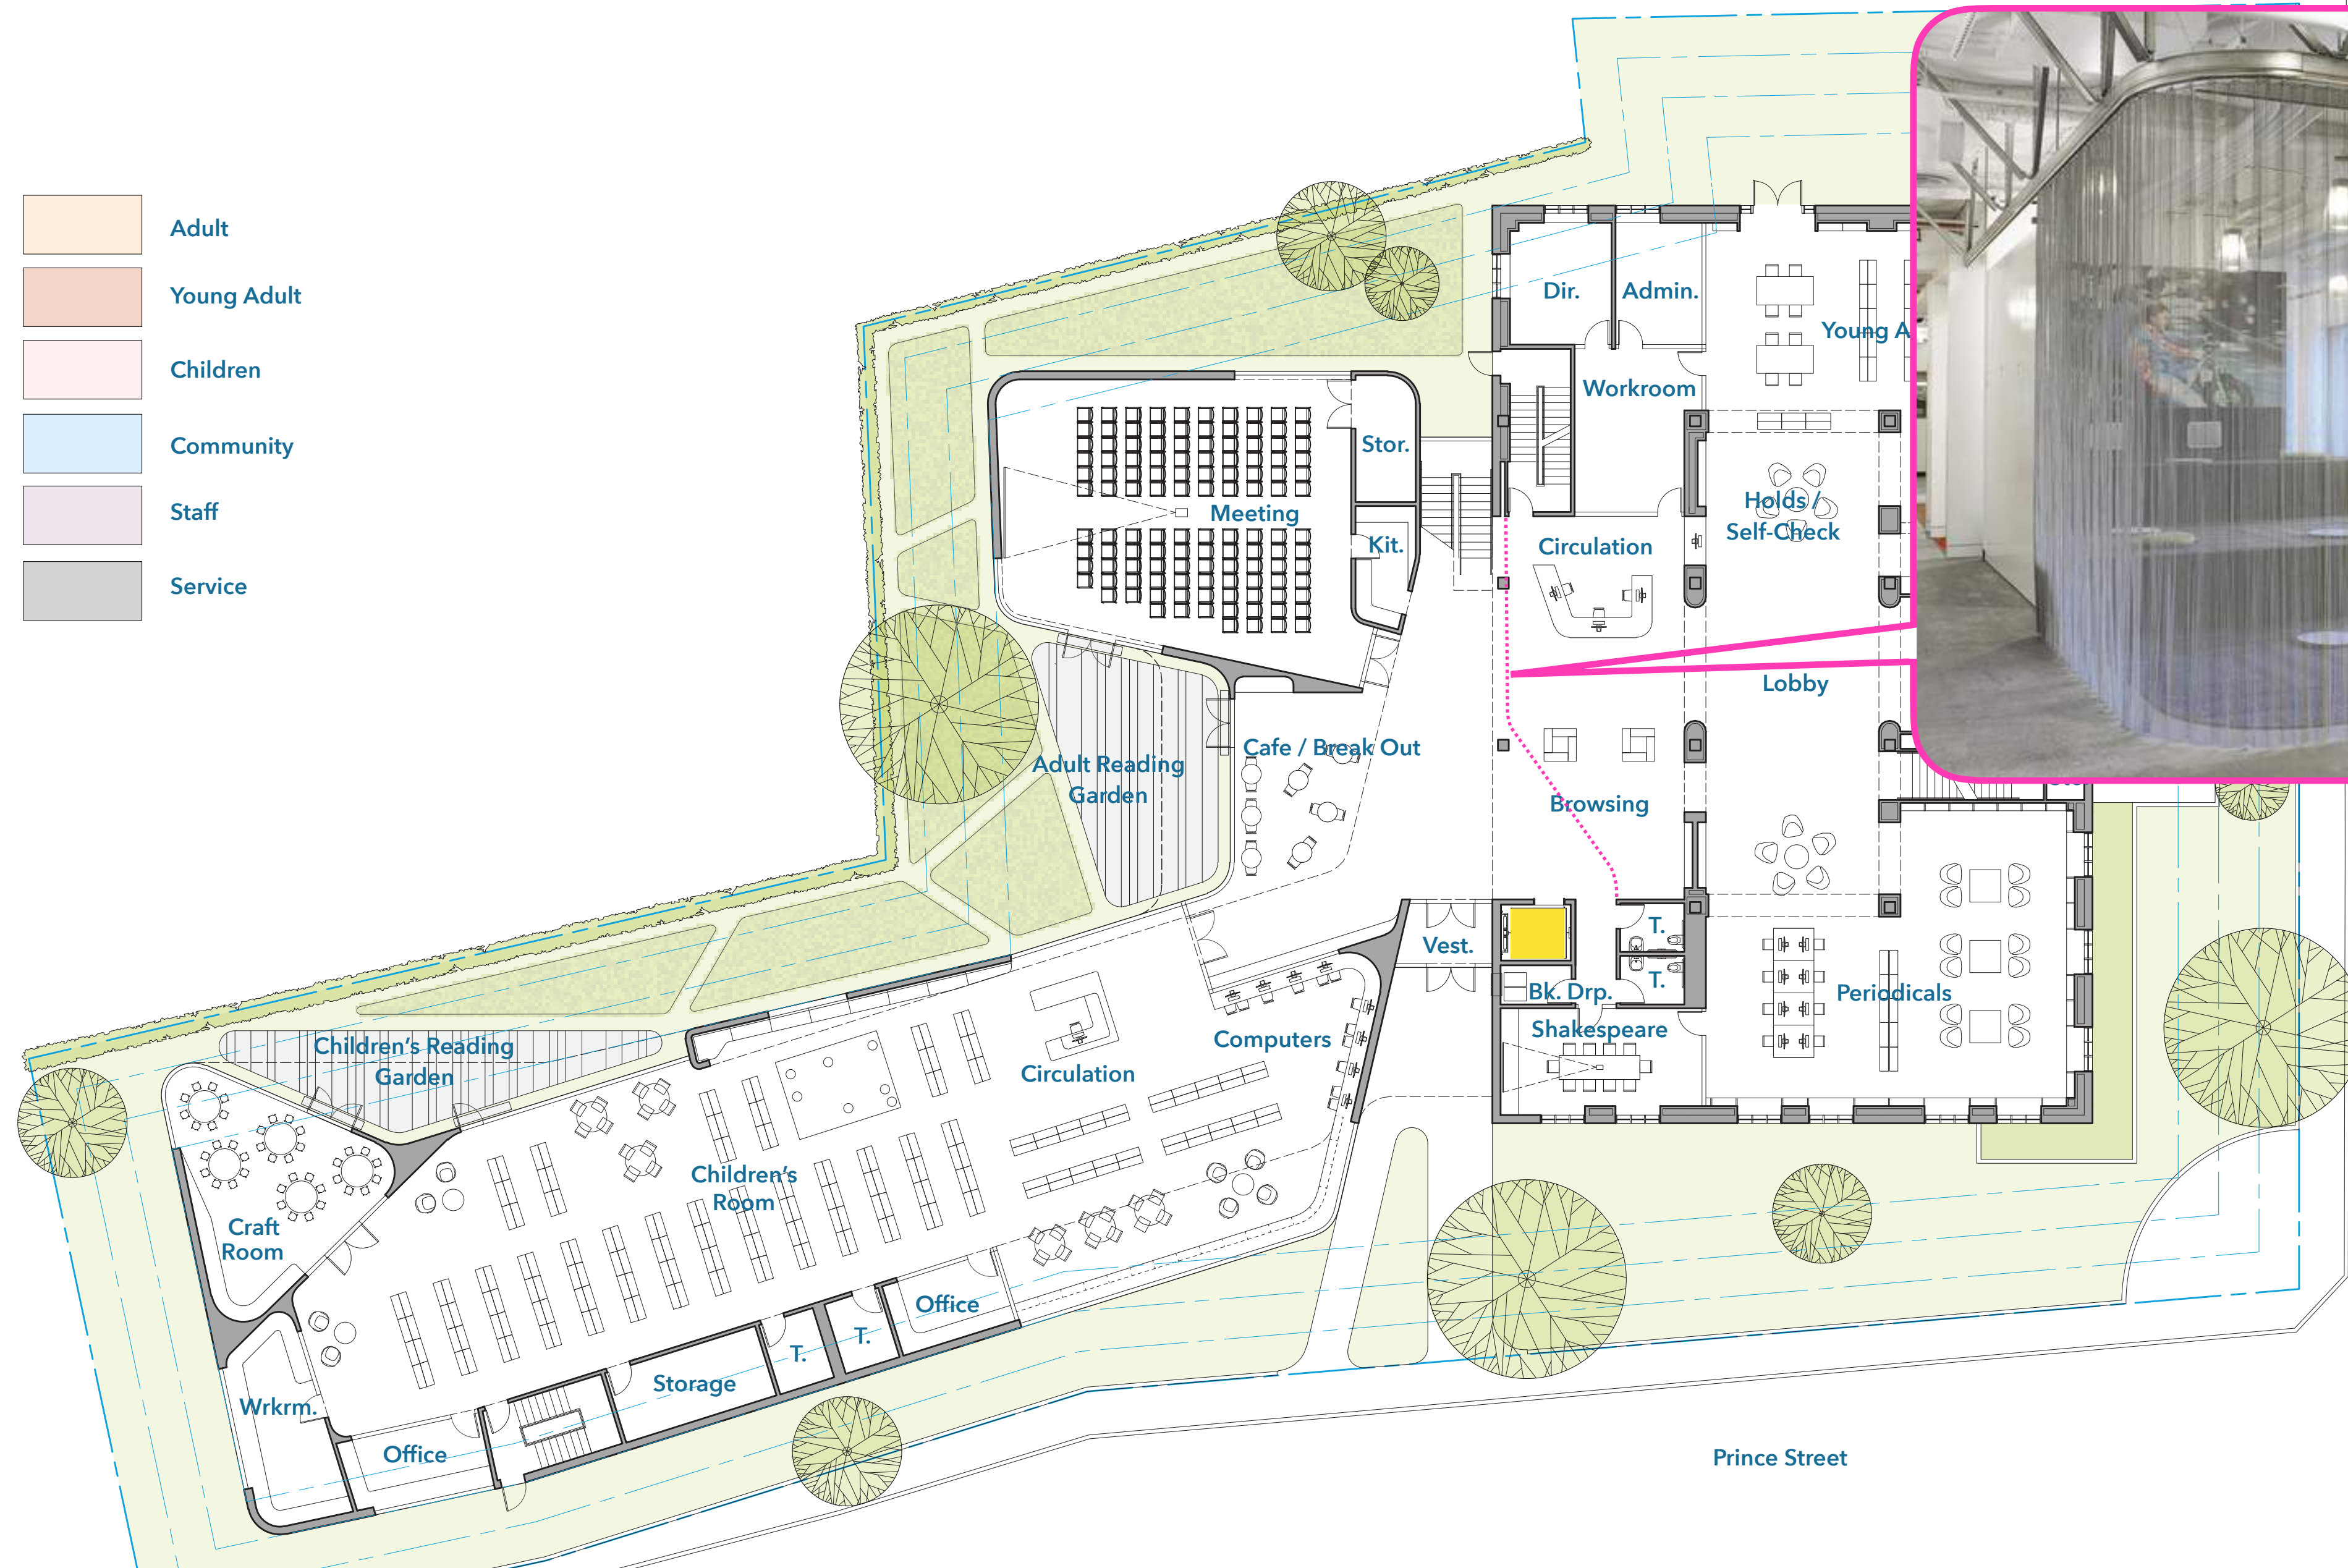 Adult
Young Adult
Children
Community
Staff
Service
Dir.
Admin.
Young A
Workroom
Stor.
Meeting
Kit.
Circulation
Holds /
Self-Check
Lobby
Cafe / Break Out
Adult Reading
Garden
Browsing
Vest.
T.
T.
Bk. Drp.
Shakespeare
Periodicals
Computers
Circulation
Children's Reading
Garden
Children's
Room
Craft
Room
Office
T.
T.
Storage
Wrkrm.
Office
Prince Street